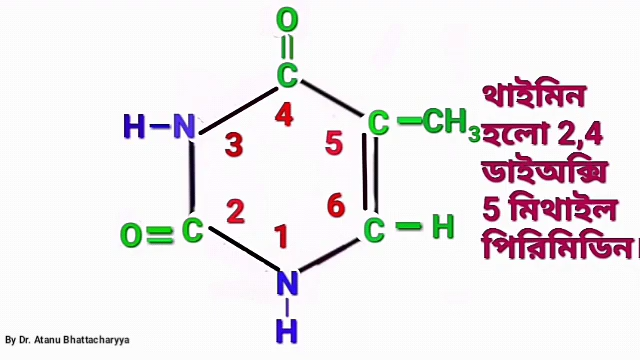 O
C
4
H-N
3
5
C-CH3
O=C
2
1
6
C-H
N
H
থাইমিন
হলো 2,4
ডাইঅক্সি
5 মিথাইল
পিরিমিডিন।
By Dr. Atanu Bhattacharyya